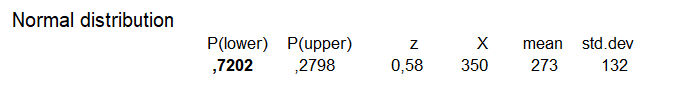 Normal distribution
P(lower) P(upper) z X mean std.dev
,7202 ,2798 0,58 350 273 132